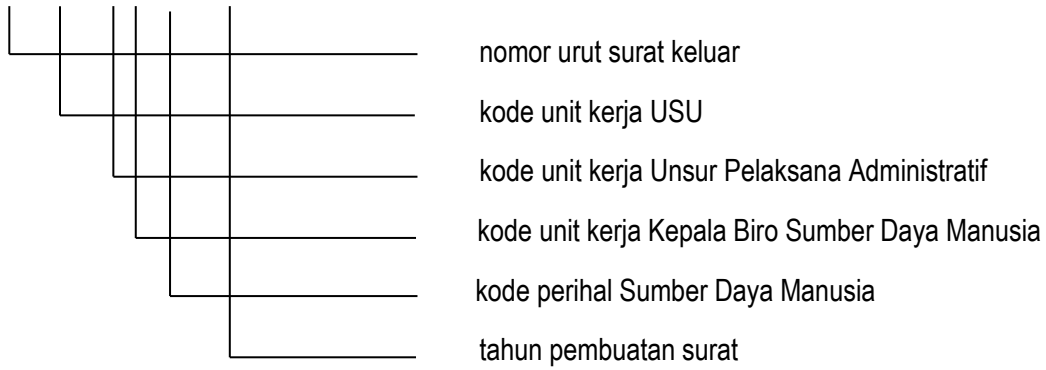 nomor urut surat keluar
kode unit kerja USU
kode unit kerja Unsur Pelaksana Administratif
kode unit kerja Kepala Biro Sumber Daya Manusia
kode perihal Sumber Daya Manusia
tahun pembuatan surat